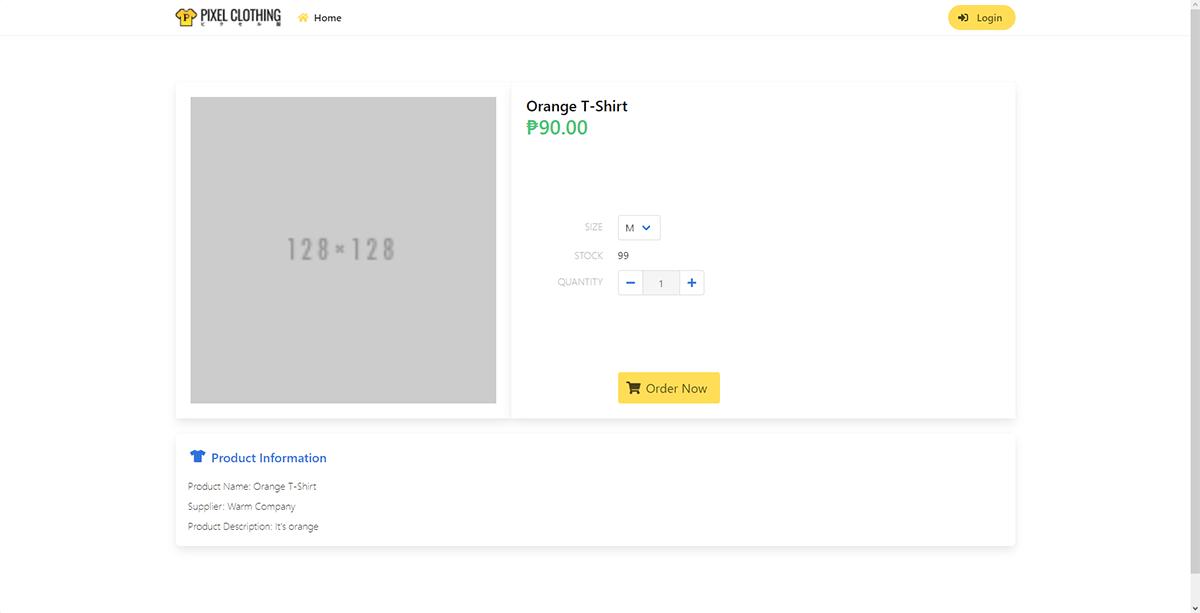 PIXEL CLOTHING
Home
Login
128×128
Orange T-Shirt
₱90.00
SIZE
M
STOCK
99
QUANTITY
1
Order Now
Product Information
Product Name: Orange T-Shirt
Supplier: Warm Company
Product Description: It's orange